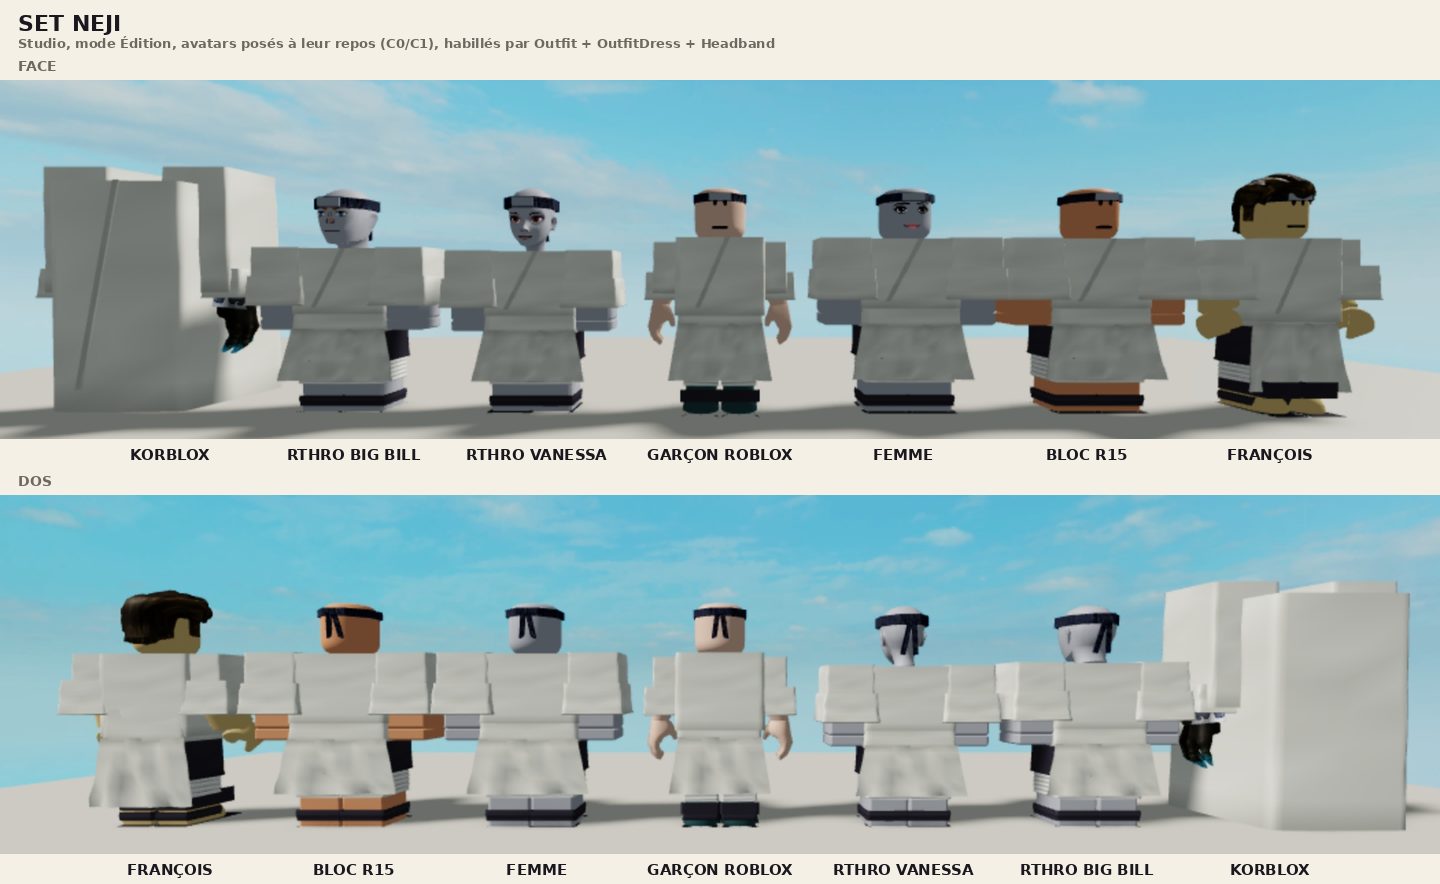 SET NEJI
Studio, mode Édition, avatars posés à leur repos (C0/C1), habillés par Outfit + OutfitDress + Headband
FACE
KORBLOX RTHRO BIG BILL RTHRO VANESSA GARÇON ROBLOX FEMME BLOC R15 FRANÇOIS
DOS
FRANÇOIS BLOC R15 FEMME GARÇON ROBLOX RTHRO VANESSA RTHRO BIG BILL KORBLOX